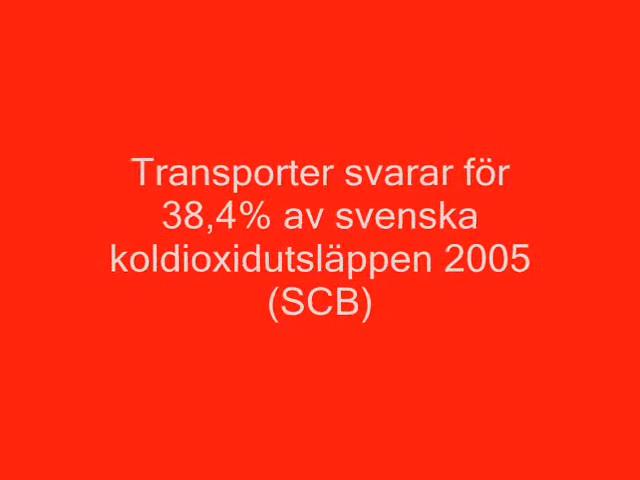 Transporter svarar för
38,4% av svenska
koldioxidutsläppen 2005
(SCB)